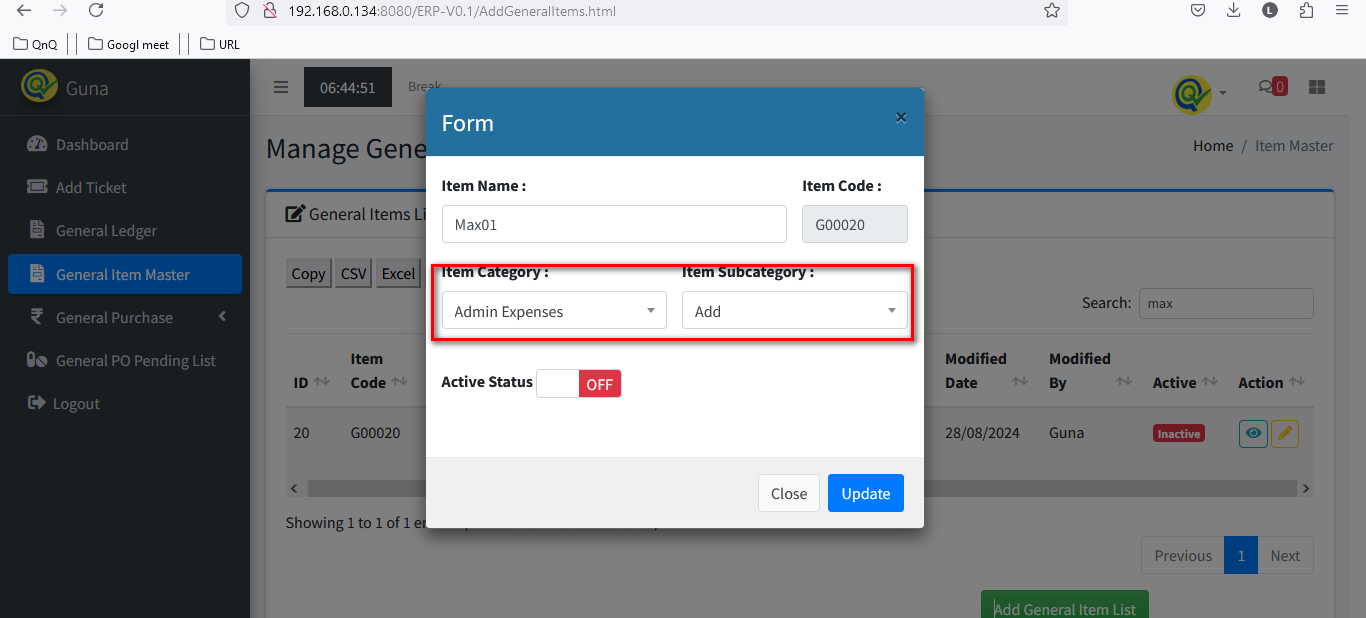 192.168.0.134:8080/ERP-V0.1/AddGeneralItems.html
L
QnQ
Googl meet
URL
Guna
06:44:51
Break
0
Dashboard
Add Ticket
General Ledger
General Item Master
General Purchase
General PO Pending List
Logout
Manage Gene
Home / Item Master
General Items Li
Copy
CSV
Excel
Search:
max
ID
Item Code
Modified Date
Modified By
Active
Action
20
G00020
28/08/2024
Guna
Inactive
Showing 1 to 1 of 1 e
Previous
1
Next
Add General Item List
Form
×
Item Name :
Item Code :
Max01
G00020
Item Category :
Item Subcategory :
Admin Expenses
Add
Active Status
OFF
Close
Update